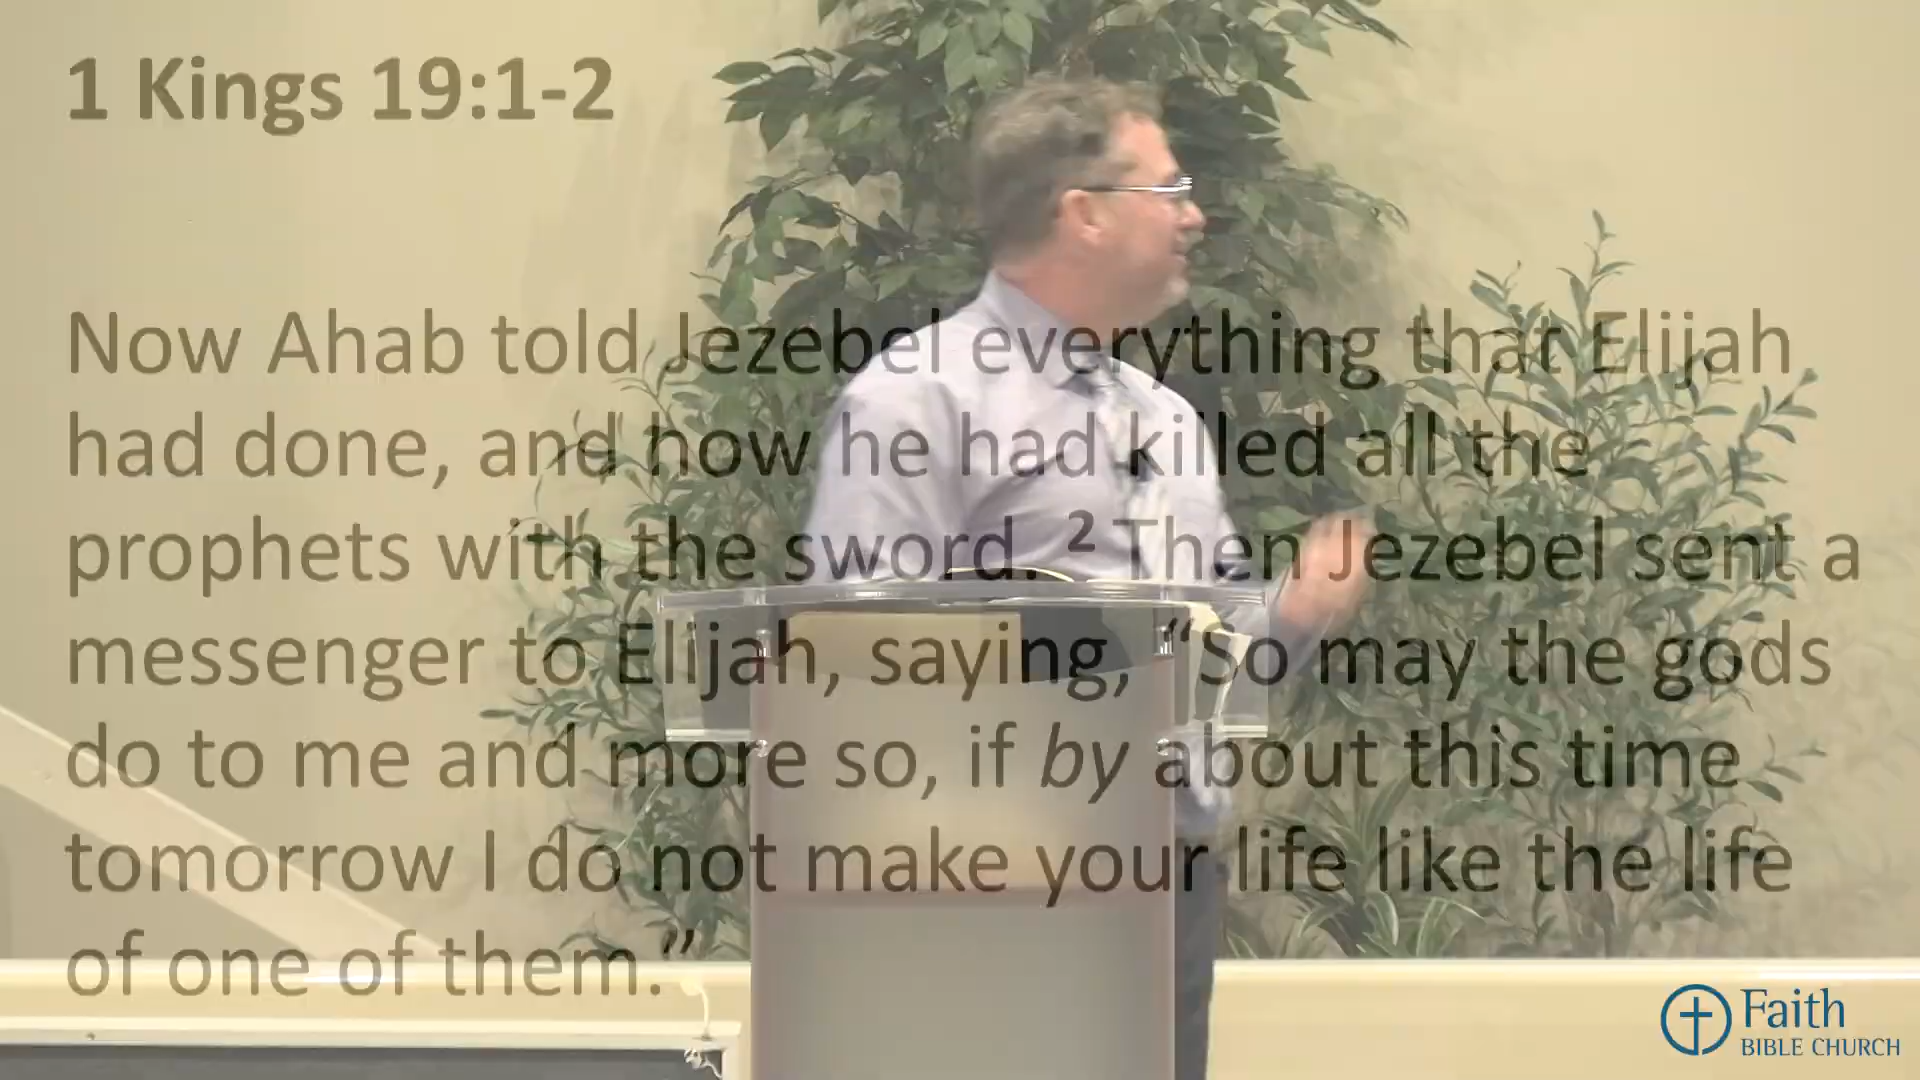 1 Kings 19:1-2
Now Ahab told Jezebel everything that Elijah
had done, and how he had killed all the
prophets with the sword. ² Then Jezebel sent a
messenger to Elijah, saying, “So may the gods
do to me and more so, if by about this time
tomorrow I do not make your life like the life
of one of them.”
Faith
BIBLE CHURCH